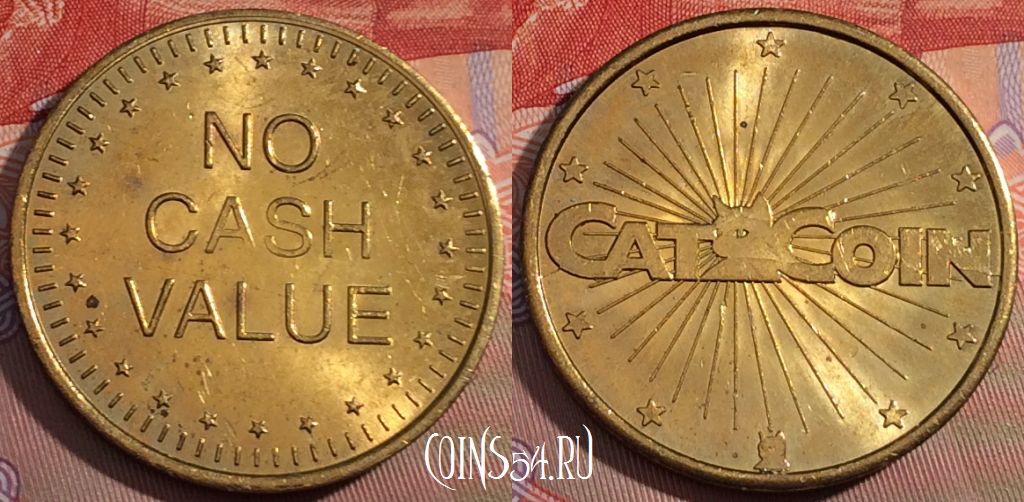 NO
CASH
VALUE
CAT COIN
COINS54.RU